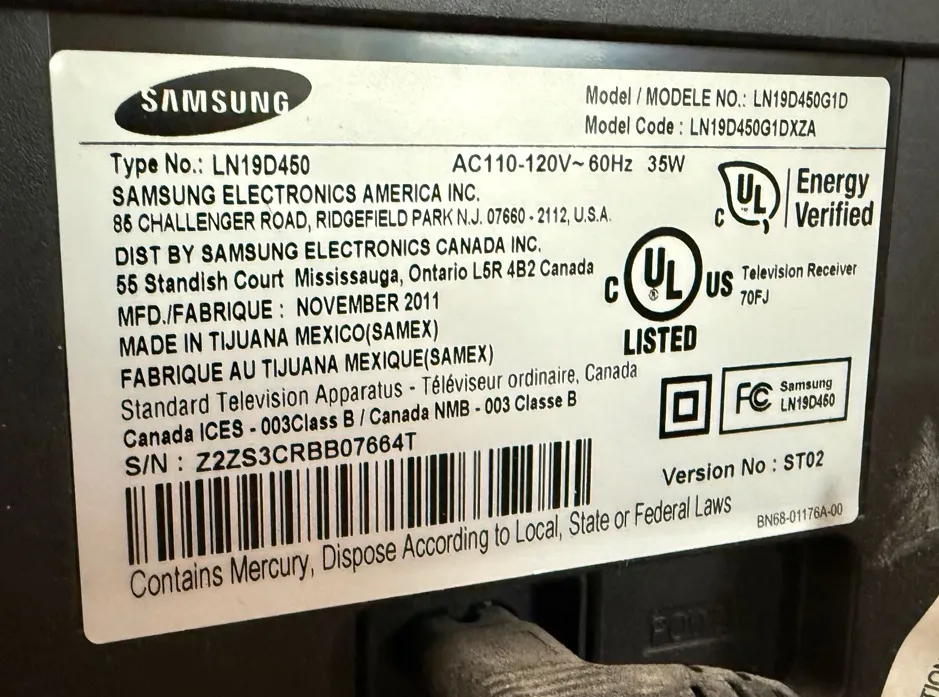 SAMSUNG
Model / MODELE NO.: LN19D450G1D
Model Code : LN19D450G1DXZA
Type No.: LN19D450
AC110-120V~ 60Hz 35W
SAMSUNG ELECTRONICS AMERICA INC.
85 CHALLENGER ROAD, RIDGEFIELD PARK N.J. 07660 - 2112, U.S.A.
DIST BY SAMSUNG ELECTRONICS CANADA INC.
55 Standish Court Mississauga, Ontario L5R 4B2 Canada
MFD./FABRIQUE : NOVEMBER 2011
MADE IN TIJUANA MEXICO(SAMEX)
FABRIQUE AU TIJUANA MEXIQUE(SAMEX)
Standard Television Apparatus - Téléviseur ordinaire, Canada
Canada ICES - 003Class B / Canada NMB - 003 Classe B
S/N : Z2ZS3CRBB07664T
C UL
Energy
Verified
C UL US
LISTED
Television Receiver
70FJ
FC
Samsung
LN19D450
Version No : ST02
Contains Mercury, Dispose According to Local, State or Federal Laws
BN68-01176A-00